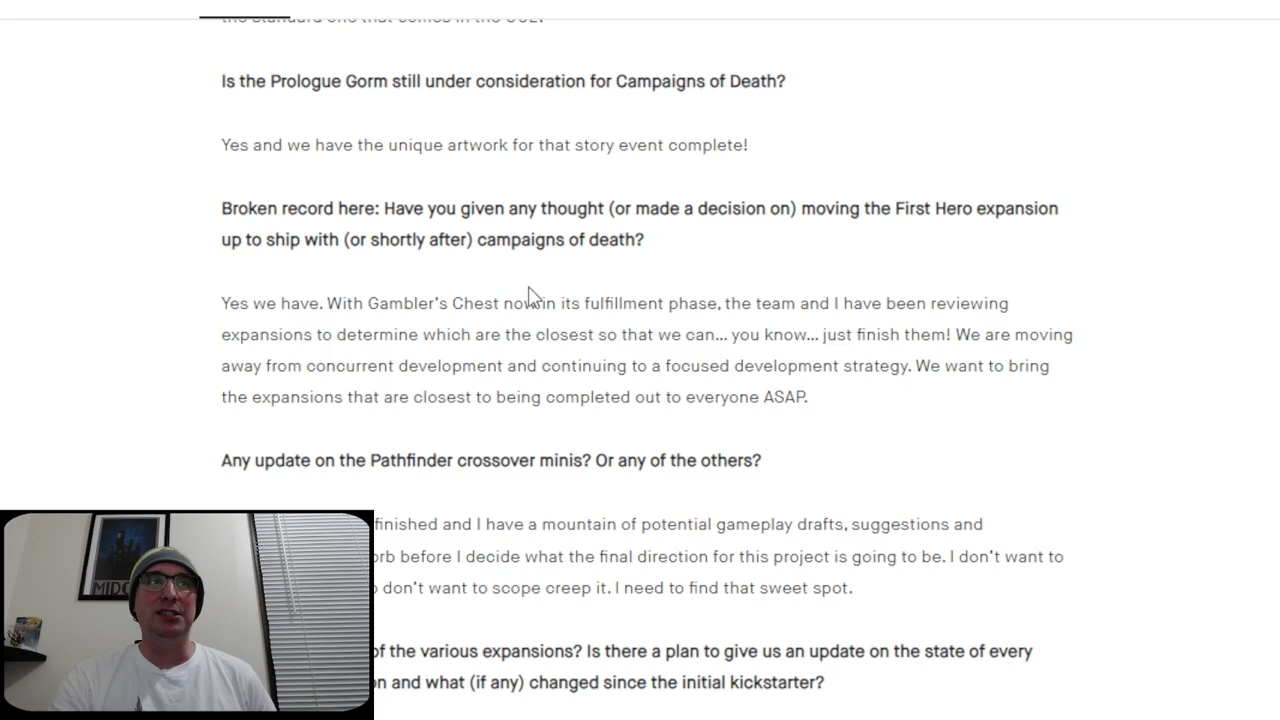 the standard one that comes in the
Is the Prologue Gorm still under consideration for Campaigns of Death?
Yes and we have the unique artwork for that story event complete!
Broken record here: Have you given any thought (or made a decision on) moving the First Hero expansion
up to ship with (or shortly after) campaigns of death?
Yes we have. With Gambler's Chest now in its fulfillment phase, the team and I have been reviewing
expansions to determine which are the closest so that we can... you know... just finish them! We are moving
away from concurrent development and continuing to a focused development strategy. We want to bring
the expansions that are closest to being completed out to everyone ASAP.
Any update on the Pathfinder crossover minis? Or any of the others?
finished and I have a mountain of potential gameplay drafts, suggestions and
orb before I decide what the final direction for this project is going to be. I don't want to
don't want to scope creep it. I need to find that sweet spot.
of the various expansions? Is there a plan to give us an update on the state of every
n and what (if any) changed since the initial kickstarter?